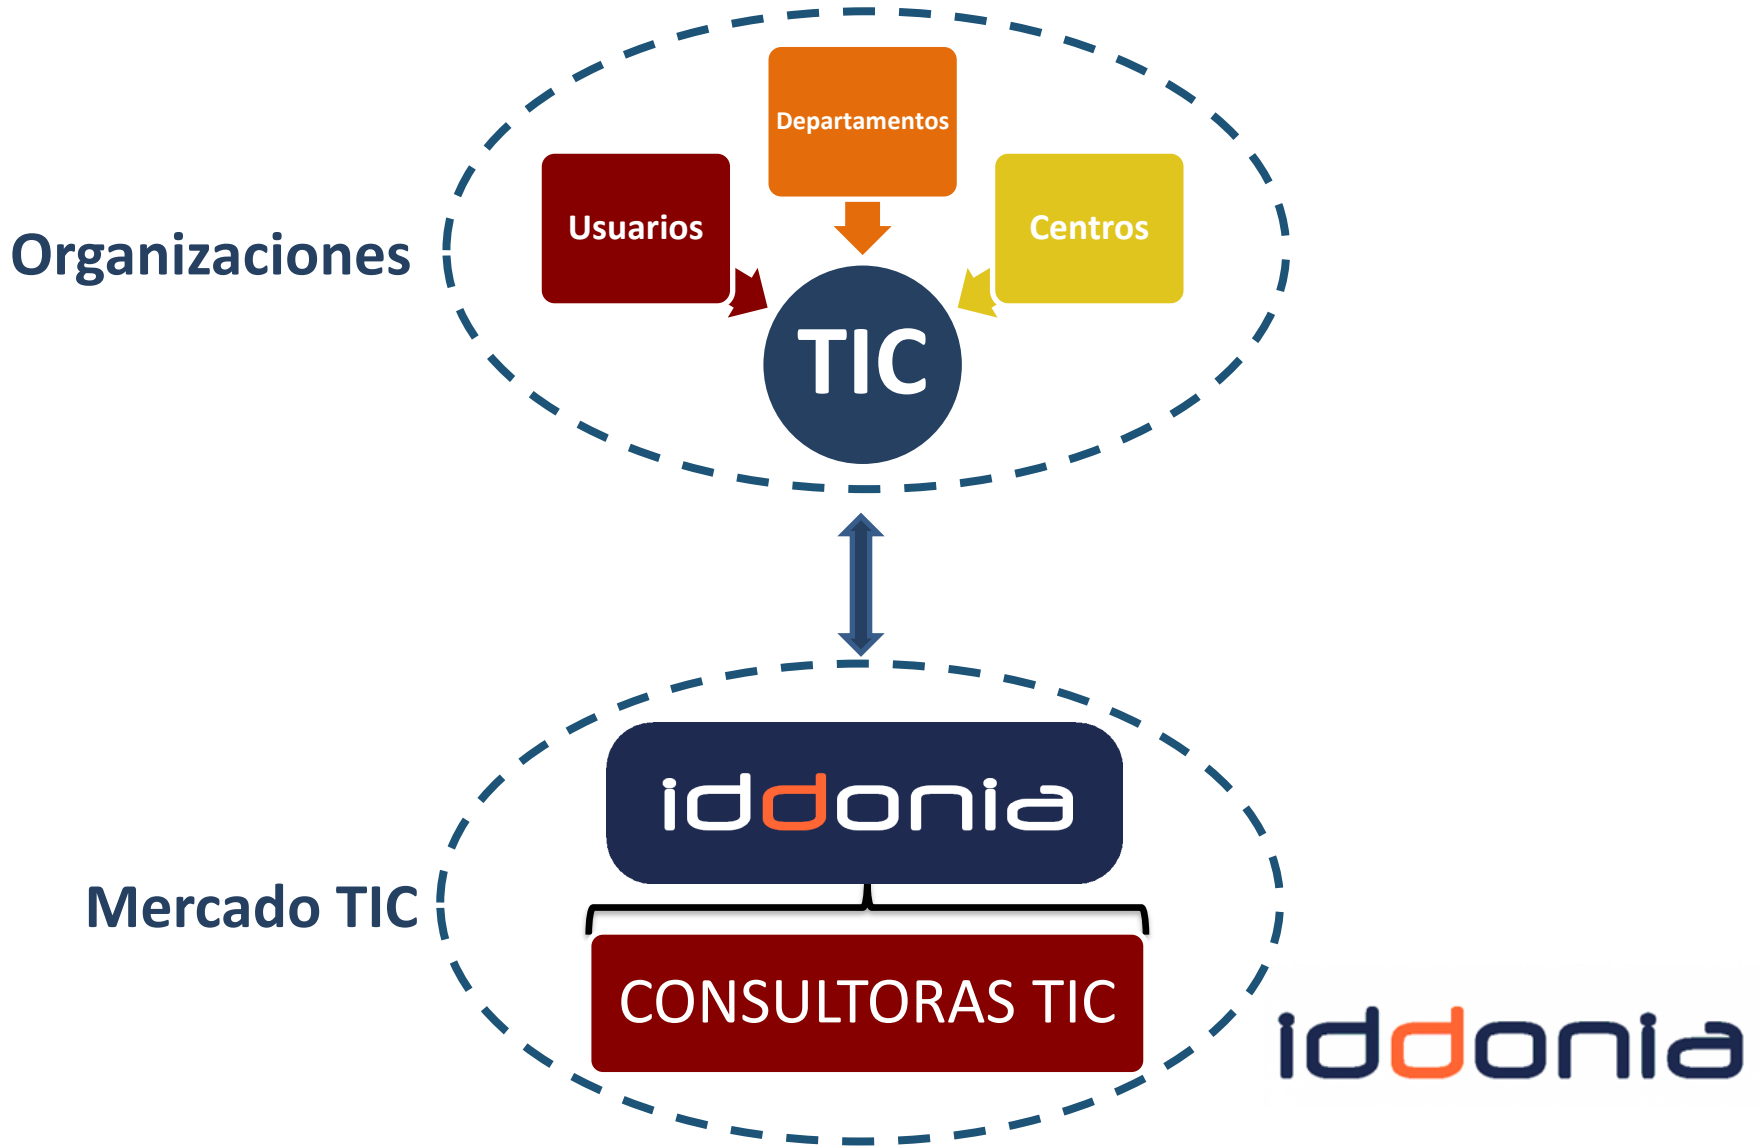 Departamentos
Usuarios
Centros
Organizaciones
TIC
iddonia
Mercado TIC
CONSULTORAS TIC
iddonia